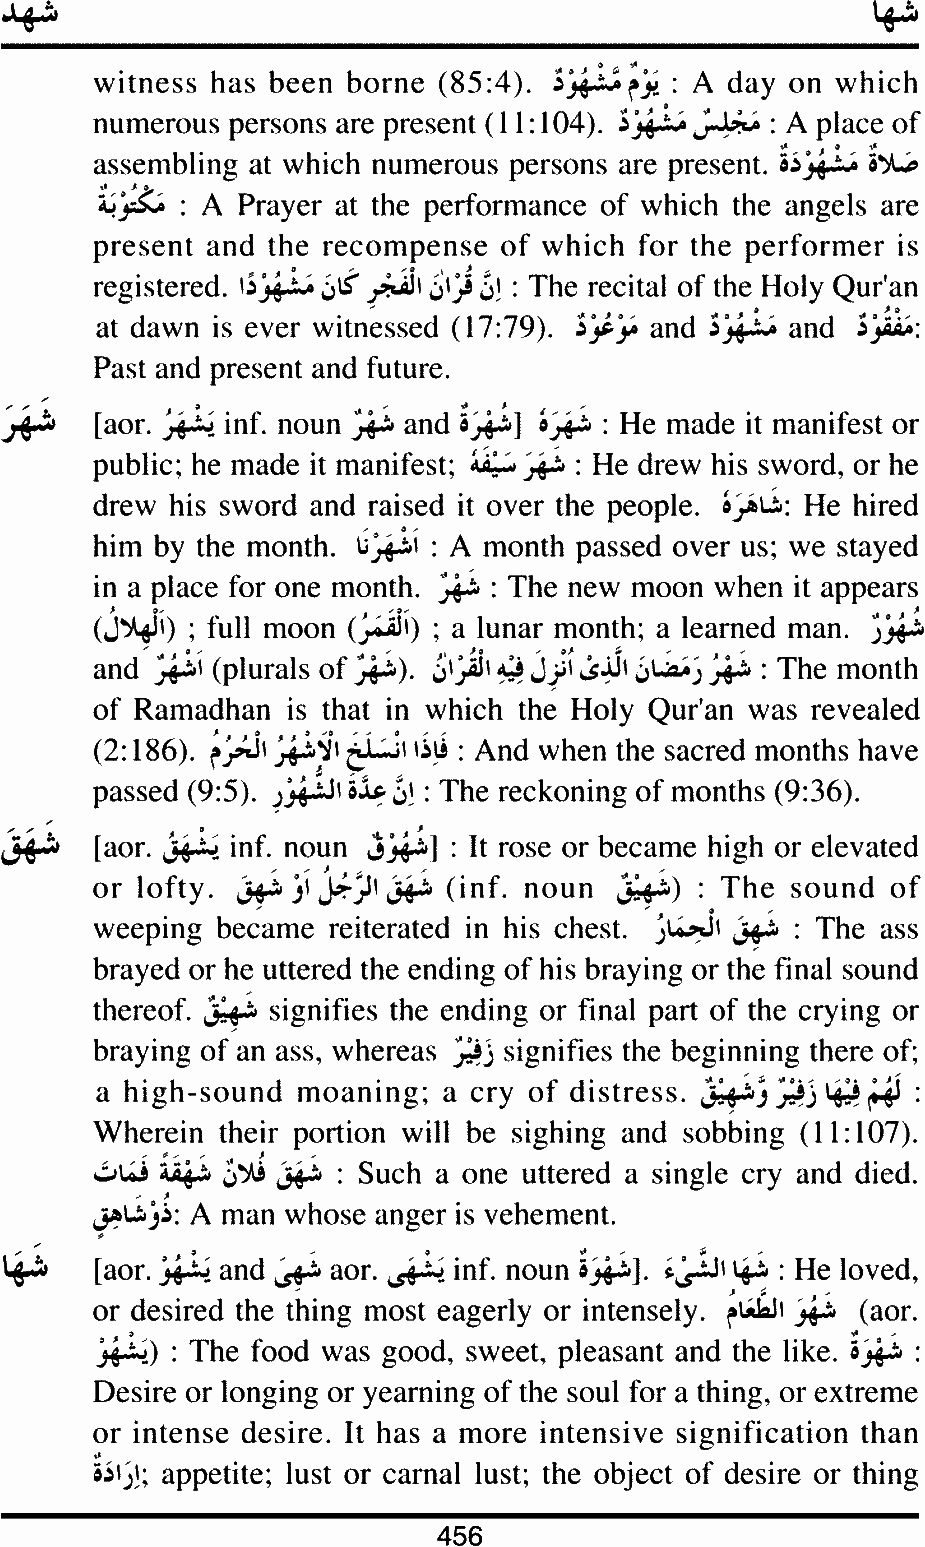 شهد شها
witness has been borne (85:4). يَوْمٌ مَّشْهُوْدٌ : A day on which
numerous persons are present (11:104). مَجْلِسٌ مَشْهُوْدٌ : A place of
assembling at which numerous persons are present. صَلاَةٌ مَشْهُوْدَةٌ
مَكْتُوْبَةٌ : A Prayer at the performance of which the angels are
present and the recompense of which for the performer is
registered. اِنَّ قُرْاٰنَ الْفَجْرِ كَانَ مَشْهُوْدًا : The recital of the Holy Qur'an
at dawn is ever witnessed (17:79). مَوْعُوْدٌ and مَشْهُوْدٌ and مَفْقُوْدٌ:
Past and present and future.
شَهَرَ [aor. يَشْهَرُ inf. noun شَهْرٌ and شَهْرَةٌ] شَهَرَهٗ : He made it manifest or
public; he made it manifest; شَهَرَ سَيْفَهٗ : He drew his sword, or he
drew his sword and raised it over the people. شَاهَرَهٗ: He hired
him by the month. اَشْهَرْنَا : A month passed over us; we stayed
in a place for one month. شَهْرٌ : The new moon when it appears
(اَلْهِلاَلُ) ; full moon (اَلْقَمَرُ) ; a lunar month; a learned man. شُهُوْرٌ
and اَشْهُرٌ (plurals of شَهْرٌ). شَهْرُ رَمَضَانَ الَّذِىْ اُنْزِلَ فِيْهِ الْقُرْاٰنُ : The month
of Ramadhan is that in which the Holy Qur'an was revealed
(2:186). فَاِذَا انْسَلَخَ الْاَشْهُرُ الْحُرُمُ : And when the sacred months have
passed (9:5). اِنَّ عِدَّةَ الشُّهُوْرِ : The reckoning of months (9:36).
شَهَقَ [aor. يَشْهَقُ inf. noun شُهُوْقٌ] : It rose or became high or elevated
or lofty. شَهَقَ الرَّجُلُ اَوْ شَهِقَ (inf. noun شَهِيْقٌ) : The sound of
weeping became reiterated in his chest. شَهِقَ الْحِمَارُ : The ass
brayed or he uttered the ending of his braying or the final sound
thereof. شَهِيْقٌ signifies the ending or final part of the crying or
braying of an ass, whereas زَفِيْرٌ signifies the beginning there of;
a high-sound moaning; a cry of distress. لَهُمْ فِيْهَا زَفِيْرٌ وَّشَهِيْقٌ :
Wherein their portion will be sighing and sobbing (11:107).
شَهَقَ فُلاَنٌ شَهْقَةً فَمَاتَ : Such a one uttered a single cry and died.
ذُوْشَاهِقٍ: A man whose anger is vehement.
شَهَا [aor. يَشْهُوْ and شَهِىَ aor. يَشْهٰى inf. noun شَهْوَةٌ]. شَهَا الشَّىْءَ : He loved,
or desired the thing most eagerly or intensely. شَهُوَ الطَّعَامُ (aor.
يَشْهُوْ) : The food was good, sweet, pleasant and the like. شَهْوَةٌ :
Desire or longing or yearning of the soul for a thing, or extreme
or intense desire. It has a more intensive signification than
اِرَادَةٌ; appetite; lust or carnal lust; the object of desire or thing
456